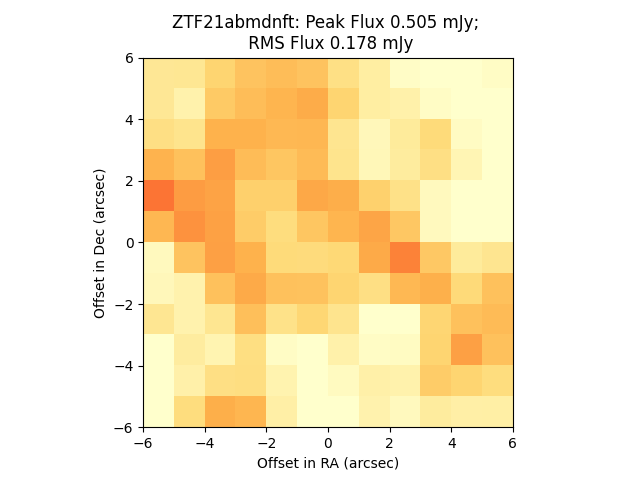 ZTF21abmdnft: Peak Flux 0.505 mJy;
RMS Flux 0.178 mJy
6
4
2
0
−2
−4
−6
Offset in Dec (arcsec)
−6 −4 −2 0 2 4 6
Offset in RA (arcsec)